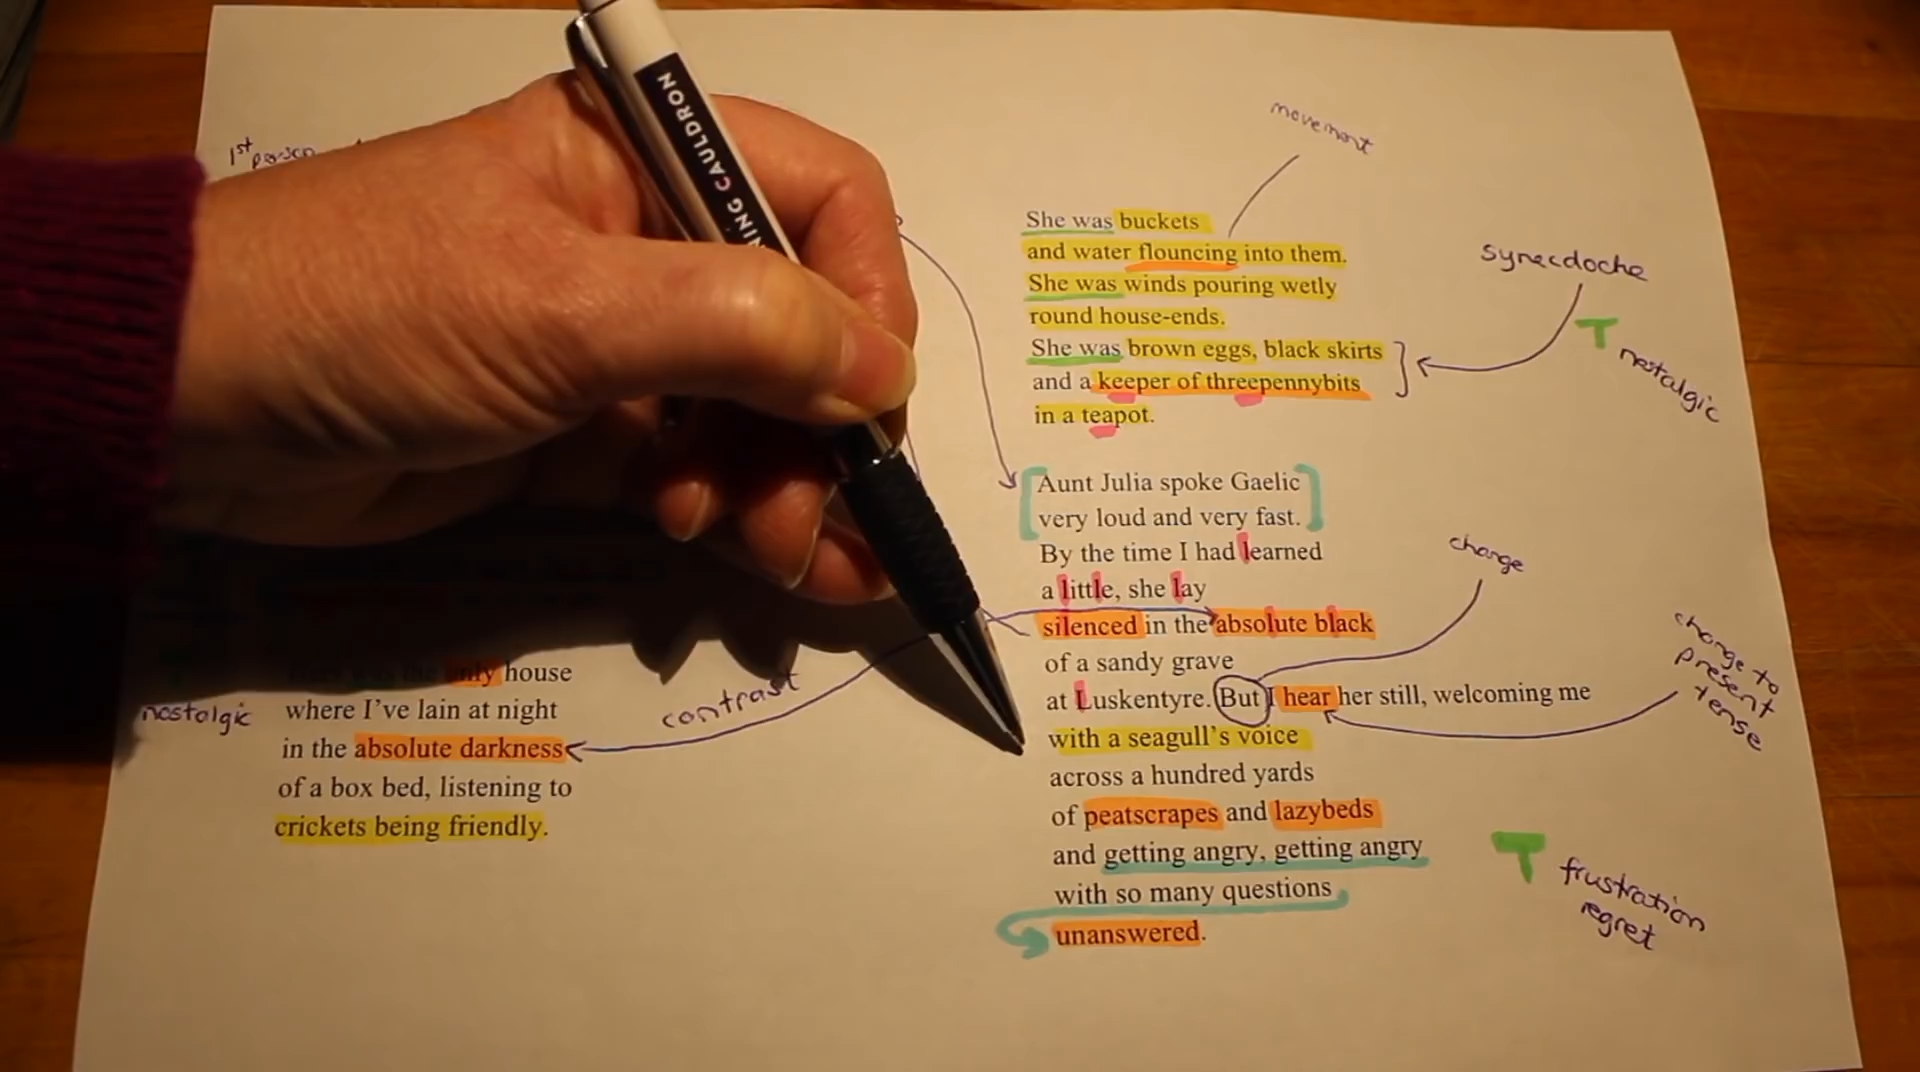 1st person
NING CAULDRON
only house
where I've lain at night
in the absolute darkness
of a box bed, listening to
crickets being friendly.
nostalgic
contrast
movement
She was buckets
and water flouncing into them.
She was winds pouring wetly
round house-ends.
She was brown eggs, black skirts
and a keeper of threepennybits
in a teapot.
synecdoche
T
nostalgic
Aunt Julia spoke Gaelic
very loud and very fast.
By the time I had learned
a little, she lay
silenced in the absolute black
of a sandy grave
at Luskentyre. But I hear her still, welcoming me
with a seagull's voice
across a hundred yards
of peatscrapes and lazybeds
and getting angry, getting angry
with so many questions
unanswered.
change
change to
present
tense
T
frustration
regret